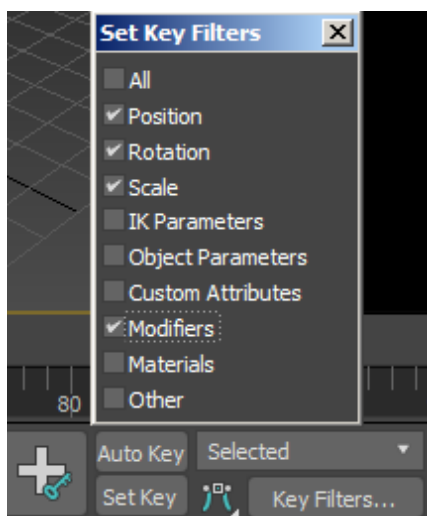 Set Key Filters
All
Position
Rotation
Scale
IK Parameters
Object Parameters
Custom Attributes
Modifiers
Materials
80
Other
Auto Key Selected
Set Key Key Filters...